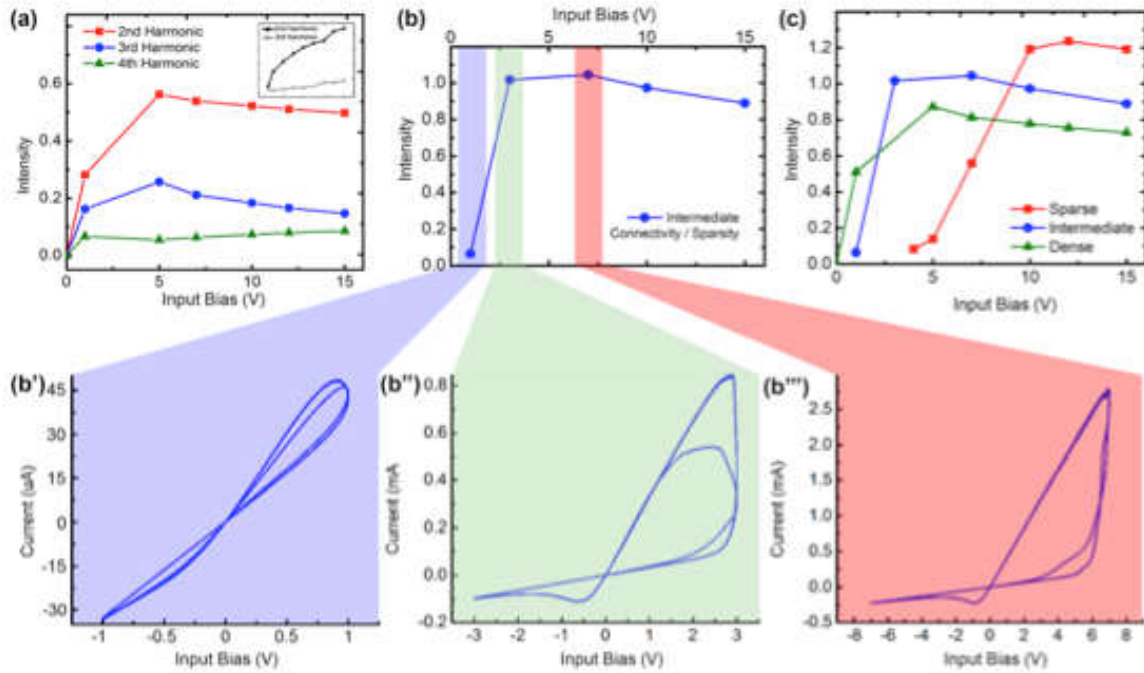 (a)
2nd Harmonic
3rd Harmonic
4th Harmonic
0.8
0.6
0.4
0.2
0.0
Intensity
0 5 10 15
Input Bias (V)
(b)
Input Bias (V)
0 5 10 15
1.0
0.8
0.6
0.4
0.2
0.0
Intensity
Intermediate
Connectivity / Sparsity
(c)
1.2
1.0
0.8
0.6
0.4
0.2
0.0
Intensity
Sparse
Intermediate
Dense
0 5 10 15
Input Bias (V)
(b')
45
30
15
0
-15
-30
Current (uA)
-1 -0.5 0 0.5 1
Input Bias (V)
(b'')
0.8
0.6
0.4
0.2
0.0
-0.2
Current (mA)
-3 -2 -1 0 1 2 3
Input Bias (V)
(b''')
2.5
2.0
1.5
1.0
0.5
0.0
-0.5
Current (mA)
-8 -6 -4 -2 0 2 4 6 8
Input Bias (V)